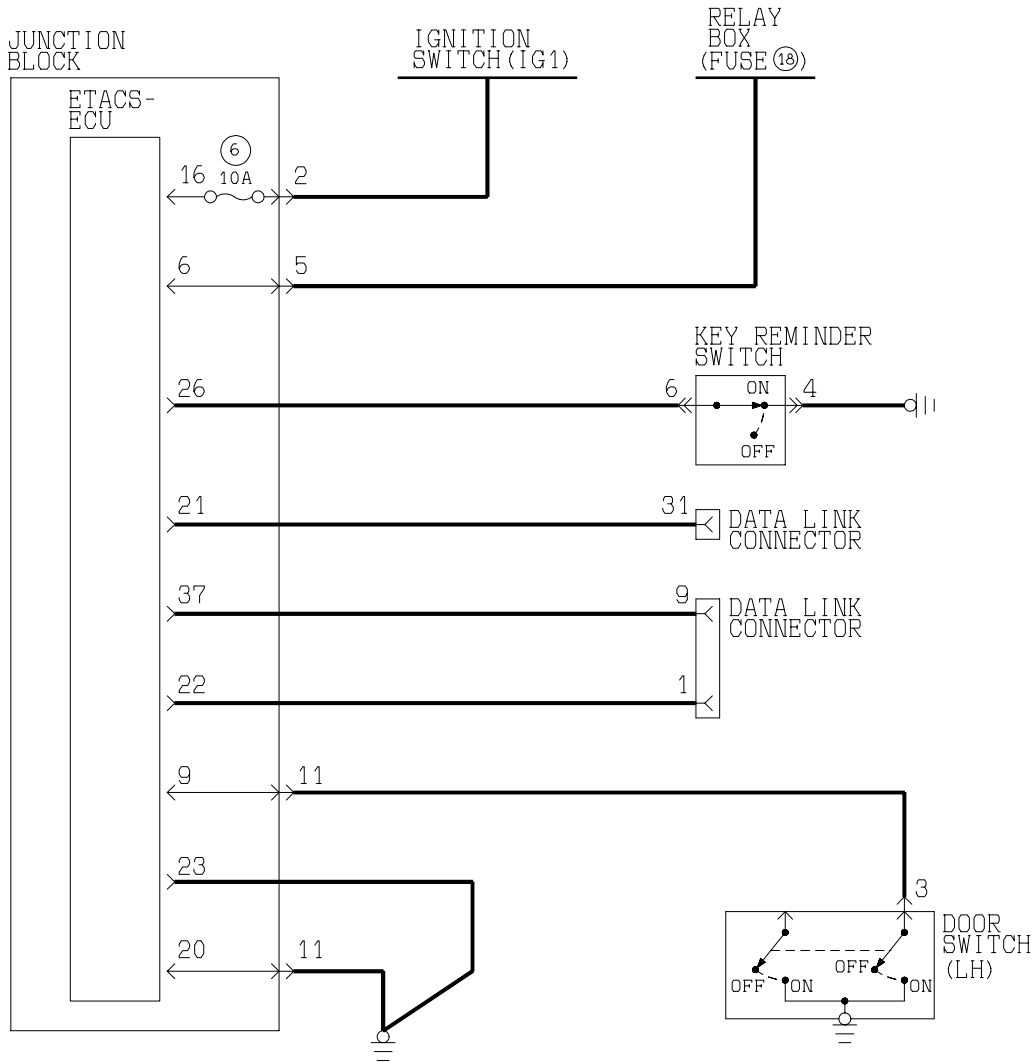 JUNCTION
BLOCK
IGNITION
SWITCH(IG1)
RELAY
BOX
(FUSE 18)
ETACS-
ECU
6
16 10A 2
6 5
KEY REMINDER
SWITCH
26 6 ON 4
OFF
21 31 DATA LINK
CONNECTOR
37 9 DATA LINK
CONNECTOR
22 1
9 11
23
3
DOOR
SWITCH
(LH)
20 11
OFF ON OFF ON